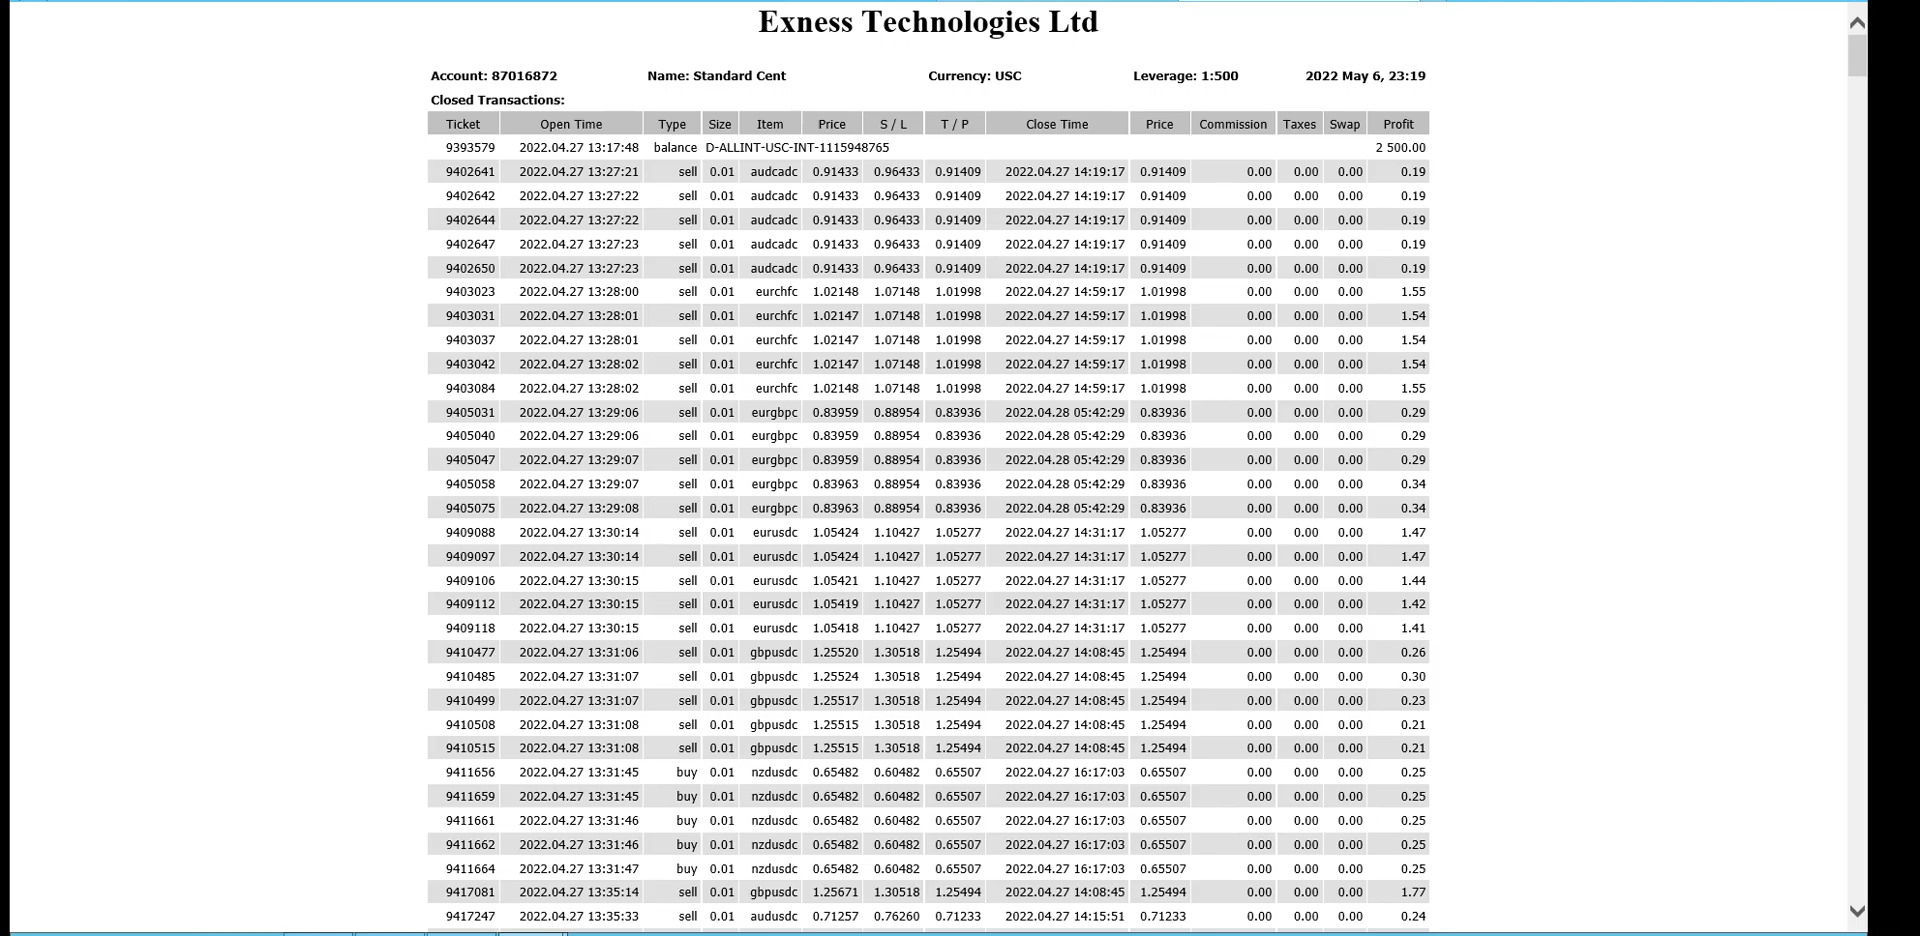 Exness Technologies Ltd
Account: 87016872 Name: Standard Cent Currency: USC Leverage: 1:500 2022 May 6, 23:19
Closed Transactions:
Ticket Open Time Type Size Item Price S / L T / P Close Time Price Commission Taxes Swap Profit
9393579 2022.04.27 13:17:48 balance D-ALLINT-USC-INT-1115948765 2 500.00
9402641 2022.04.27 13:27:21 sell 0.01 audcadc 0.91433 0.96433 0.91409 2022.04.27 14:19:17 0.91409 0.00 0.00 0.00 0.19
9402642 2022.04.27 13:27:22 sell 0.01 audcadc 0.91433 0.96433 0.91409 2022.04.27 14:19:17 0.91409 0.00 0.00 0.00 0.19
9402644 2022.04.27 13:27:22 sell 0.01 audcadc 0.91433 0.96433 0.91409 2022.04.27 14:19:17 0.91409 0.00 0.00 0.00 0.19
9402647 2022.04.27 13:27:23 sell 0.01 audcadc 0.91433 0.96433 0.91409 2022.04.27 14:19:17 0.91409 0.00 0.00 0.00 0.19
9402650 2022.04.27 13:27:23 sell 0.01 audcadc 0.91433 0.96433 0.91409 2022.04.27 14:19:17 0.91409 0.00 0.00 0.00 0.19
9403023 2022.04.27 13:28:00 sell 0.01 eurchfc 1.02148 1.07148 1.01998 2022.04.27 14:59:17 1.01998 0.00 0.00 0.00 1.55
9403031 2022.04.27 13:28:01 sell 0.01 eurchfc 1.02147 1.07148 1.01998 2022.04.27 14:59:17 1.01998 0.00 0.00 0.00 1.54
9403037 2022.04.27 13:28:01 sell 0.01 eurchfc 1.02147 1.07148 1.01998 2022.04.27 14:59:17 1.01998 0.00 0.00 0.00 1.54
9403042 2022.04.27 13:28:02 sell 0.01 eurchfc 1.02147 1.07148 1.01998 2022.04.27 14:59:17 1.01998 0.00 0.00 0.00 1.54
9403084 2022.04.27 13:28:02 sell 0.01 eurchfc 1.02148 1.07148 1.01998 2022.04.27 14:59:17 1.01998 0.00 0.00 0.00 1.55
9405031 2022.04.27 13:29:06 sell 0.01 eurgbpc 0.83959 0.88954 0.83936 2022.04.28 05:42:29 0.83936 0.00 0.00 0.00 0.29
9405040 2022.04.27 13:29:06 sell 0.01 eurgbpc 0.83959 0.88954 0.83936 2022.04.28 05:42:29 0.83936 0.00 0.00 0.00 0.29
9405047 2022.04.27 13:29:07 sell 0.01 eurgbpc 0.83959 0.88954 0.83936 2022.04.28 05:42:29 0.83936 0.00 0.00 0.00 0.29
9405058 2022.04.27 13:29:07 sell 0.01 eurgbpc 0.83963 0.88954 0.83936 2022.04.28 05:42:29 0.83936 0.00 0.00 0.00 0.34
9405075 2022.04.27 13:29:08 sell 0.01 eurgbpc 0.83963 0.88954 0.83936 2022.04.28 05:42:29 0.83936 0.00 0.00 0.00 0.34
9409088 2022.04.27 13:30:14 sell 0.01 eurusdc 1.05424 1.10427 1.05277 2022.04.27 14:31:17 1.05277 0.00 0.00 0.00 1.47
9409097 2022.04.27 13:30:14 sell 0.01 eurusdc 1.05424 1.10427 1.05277 2022.04.27 14:31:17 1.05277 0.00 0.00 0.00 1.47
9409106 2022.04.27 13:30:15 sell 0.01 eurusdc 1.05421 1.10427 1.05277 2022.04.27 14:31:17 1.05277 0.00 0.00 0.00 1.44
9409112 2022.04.27 13:30:15 sell 0.01 eurusdc 1.05419 1.10427 1.05277 2022.04.27 14:31:17 1.05277 0.00 0.00 0.00 1.42
9409118 2022.04.27 13:30:15 sell 0.01 eurusdc 1.05418 1.10427 1.05277 2022.04.27 14:31:17 1.05277 0.00 0.00 0.00 1.41
9410477 2022.04.27 13:31:06 sell 0.01 gbpusdc 1.25520 1.30518 1.25494 2022.04.27 14:08:45 1.25494 0.00 0.00 0.00 0.26
9410485 2022.04.27 13:31:07 sell 0.01 gbpusdc 1.25524 1.30518 1.25494 2022.04.27 14:08:45 1.25494 0.00 0.00 0.00 0.30
9410499 2022.04.27 13:31:07 sell 0.01 gbpusdc 1.25517 1.30518 1.25494 2022.04.27 14:08:45 1.25494 0.00 0.00 0.00 0.23
9410508 2022.04.27 13:31:08 sell 0.01 gbpusdc 1.25515 1.30518 1.25494 2022.04.27 14:08:45 1.25494 0.00 0.00 0.00 0.21
9410515 2022.04.27 13:31:08 sell 0.01 gbpusdc 1.25515 1.30518 1.25494 2022.04.27 14:08:45 1.25494 0.00 0.00 0.00 0.21
9411656 2022.04.27 13:31:45 buy 0.01 nzdusdc 0.65482 0.60482 0.65507 2022.04.27 16:17:03 0.65507 0.00 0.00 0.00 0.25
9411659 2022.04.27 13:31:45 buy 0.01 nzdusdc 0.65482 0.60482 0.65507 2022.04.27 16:17:03 0.65507 0.00 0.00 0.00 0.25
9411661 2022.04.27 13:31:46 buy 0.01 nzdusdc 0.65482 0.60482 0.65507 2022.04.27 16:17:03 0.65507 0.00 0.00 0.00 0.25
9411662 2022.04.27 13:31:46 buy 0.01 nzdusdc 0.65482 0.60482 0.65507 2022.04.27 16:17:03 0.65507 0.00 0.00 0.00 0.25
9411664 2022.04.27 13:31:47 buy 0.01 nzdusdc 0.65482 0.60482 0.65507 2022.04.27 16:17:03 0.65507 0.00 0.00 0.00 0.25
9417081 2022.04.27 13:35:14 sell 0.01 gbpusdc 1.25671 1.30518 1.25494 2022.04.27 14:08:45 1.25494 0.00 0.00 0.00 1.77
9417247 2022.04.27 13:35:33 sell 0.01 audusdc 0.71257 0.76260 0.71233 2022.04.27 14:15:51 0.71233 0.00 0.00 0.00 0.24